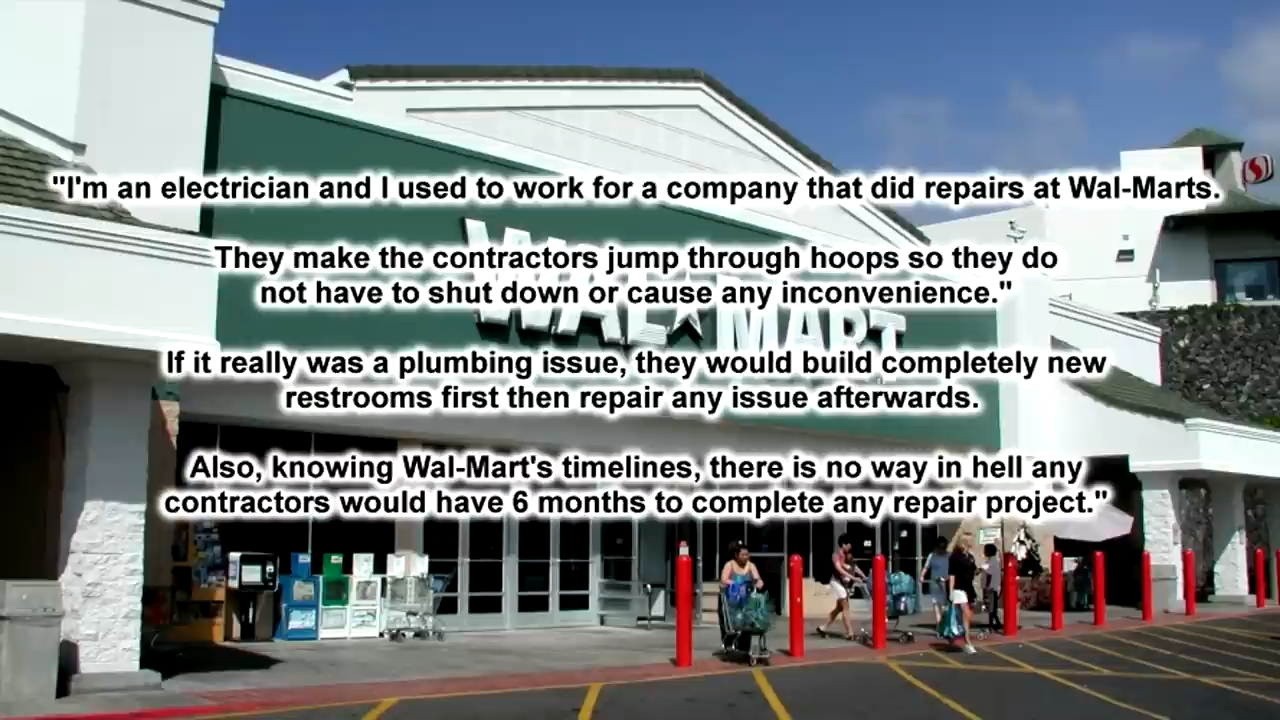 "I'm an electrician and I used to work for a company that did repairs at Wal-Marts.
They make the contractors jump through hoops so they do
not have to shut down or cause any inconvenience."
If it really was a plumbing issue, they would build completely new
restrooms first then repair any issue afterwards.
Also, knowing Wal-Mart's timelines, there is no way in hell any
contractors would have 6 months to complete any repair project."
WAL★MART